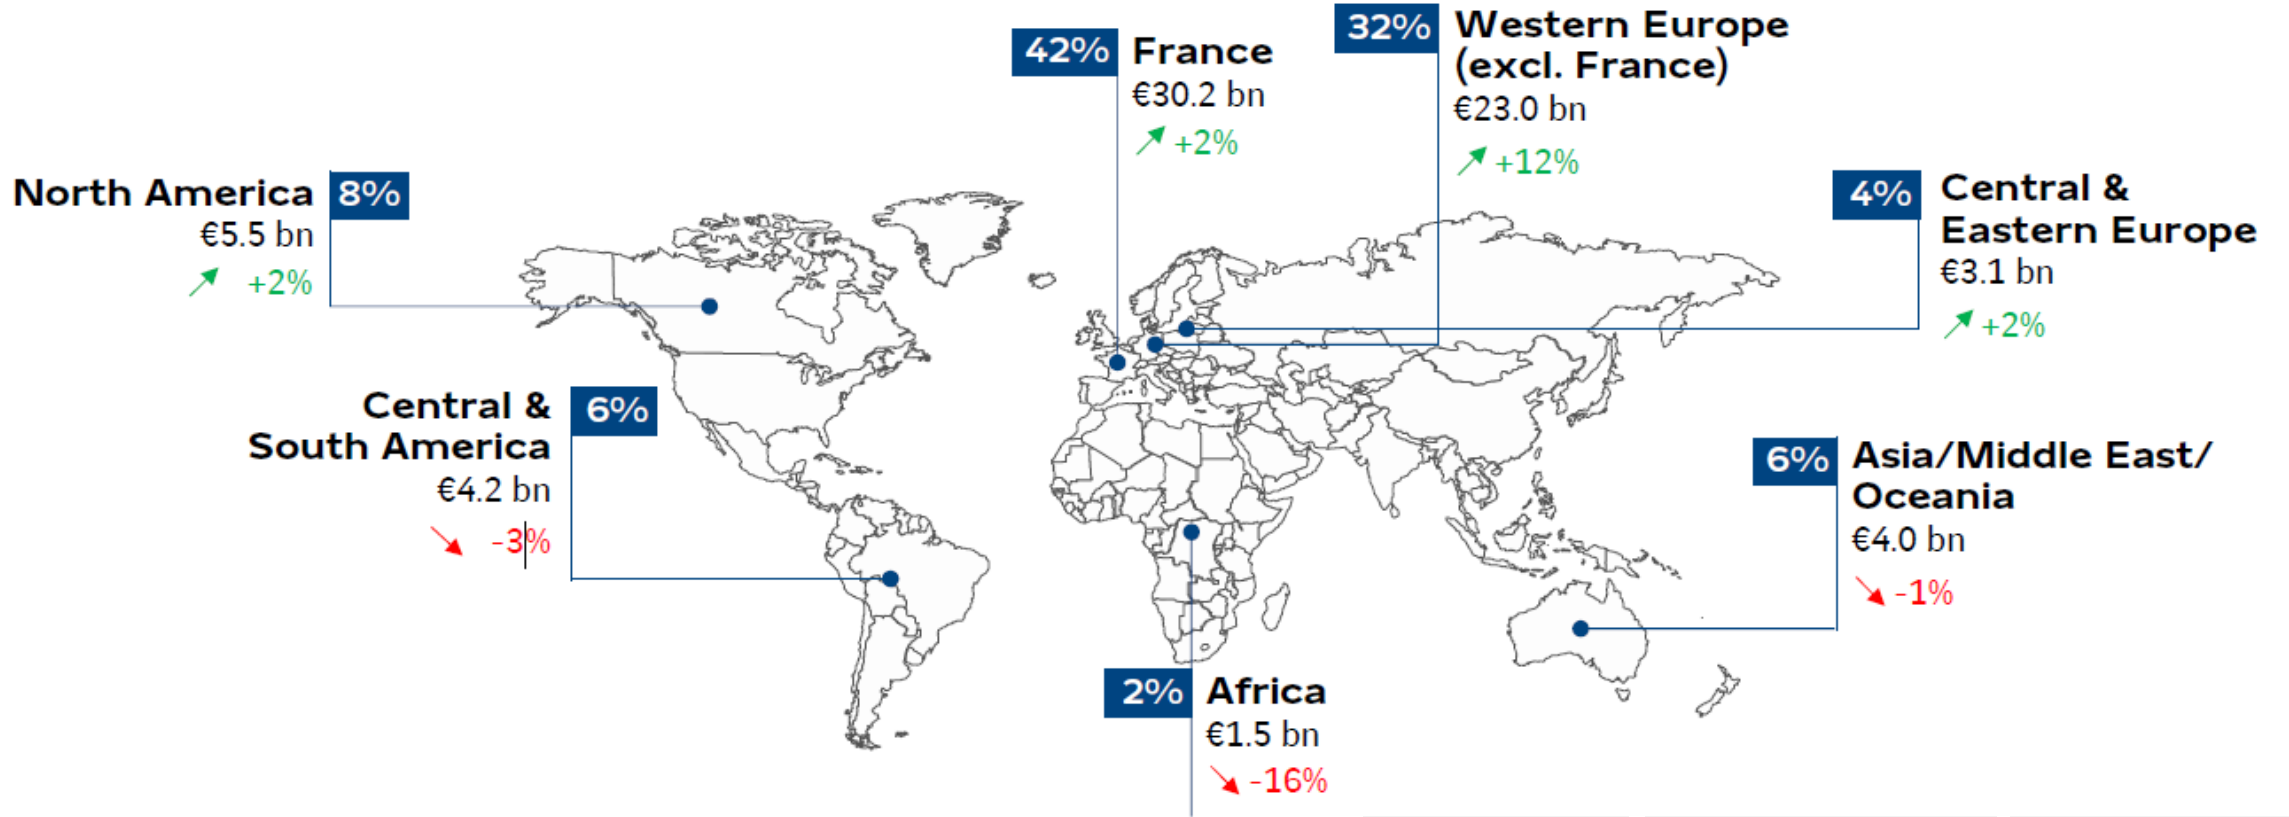 42%
France
€30.2 bn
+2%
32%
Western Europe
(excl. France)
€23.0 bn
+12%
North America
8%
€5.5 bn
+2%
4%
Central &
Eastern Europe
€3.1 bn
+2%
Central &
South America
6%
€4.2 bn
-3%
6%
Asia/Middle East/
Oceania
€4.0 bn
-1%
2%
Africa
€1.5 bn
-16%